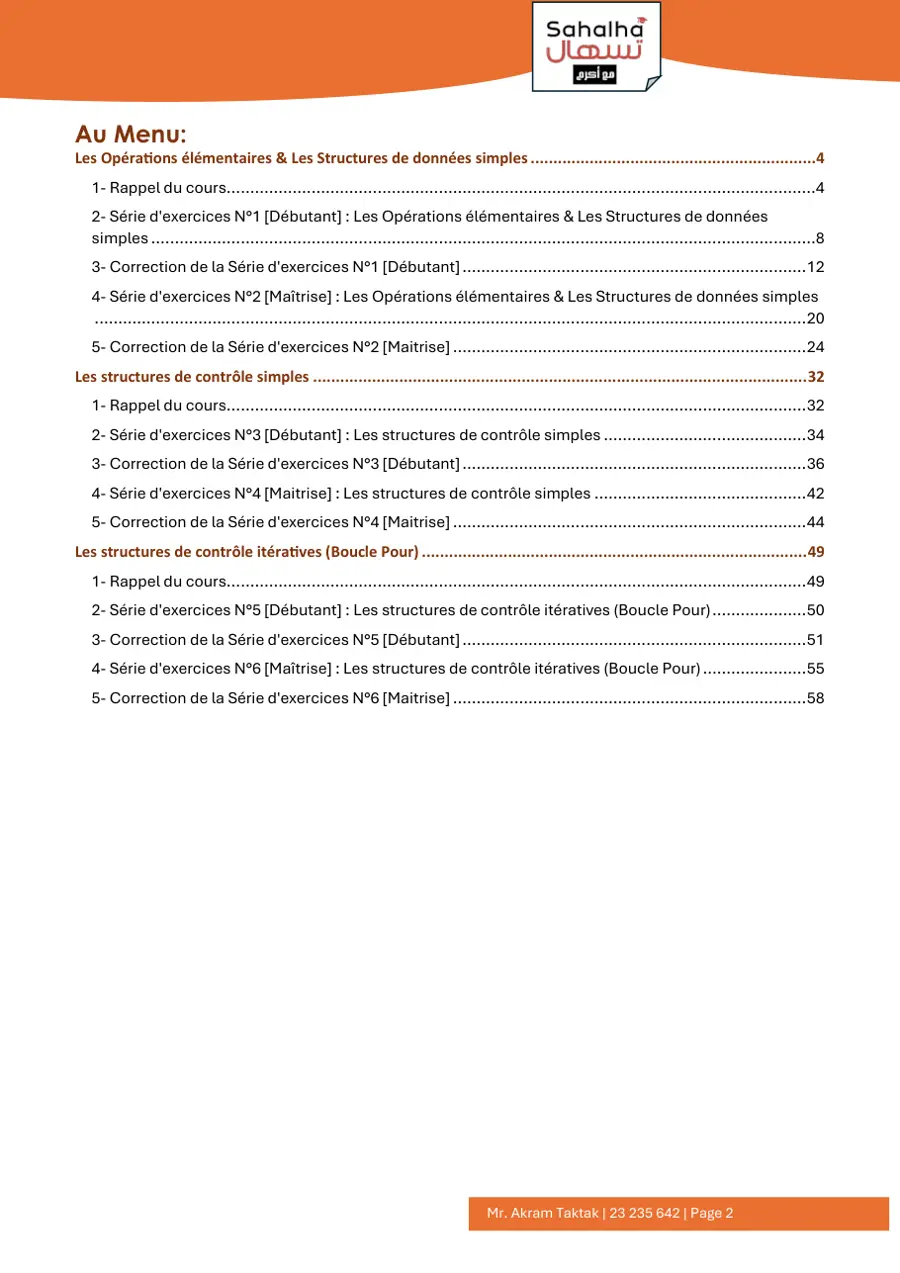 Sahalha
تسهال
مع أكرم
Au Menu:
Les Opérations élémentaires & Les Structures de données simples ...............................................................4
1- Rappel du cours.............................................................................................................................4
2- Série d'exercices N°1 [Débutant] : Les Opérations élémentaires & Les Structures de données
simples .............................................................................................................................................8
3- Correction de la Série d'exercices N°1 [Débutant] .........................................................................12
4- Série d'exercices N°2 [Maîtrise] : Les Opérations élémentaires & Les Structures de données simples
.......................................................................................................................................................20
5- Correction de la Série d'exercices N°2 [Maitrise] ...........................................................................24
Les structures de contrôle simples .............................................................................................................32
1- Rappel du cours...........................................................................................................................32
2- Série d'exercices N°3 [Débutant] : Les structures de contrôle simples ...........................................34
3- Correction de la Série d'exercices N°3 [Débutant] .........................................................................36
4- Série d'exercices N°4 [Maitrise] : Les structures de contrôle simples .............................................42
5- Correction de la Série d'exercices N°4 [Maitrise] ...........................................................................44
Les structures de contrôle itératives (Boucle Pour) .....................................................................................49
1- Rappel du cours...........................................................................................................................49
2- Série d'exercices N°5 [Débutant] : Les structures de contrôle itératives (Boucle Pour) ....................50
3- Correction de la Série d'exercices N°5 [Débutant] .........................................................................51
4- Série d'exercices N°6 [Maîtrise] : Les structures de contrôle itératives (Boucle Pour) ......................55
5- Correction de la Série d'exercices N°6 [Maitrise] ...........................................................................58
Mr. Akram Taktak | 23 235 642 | Page 2